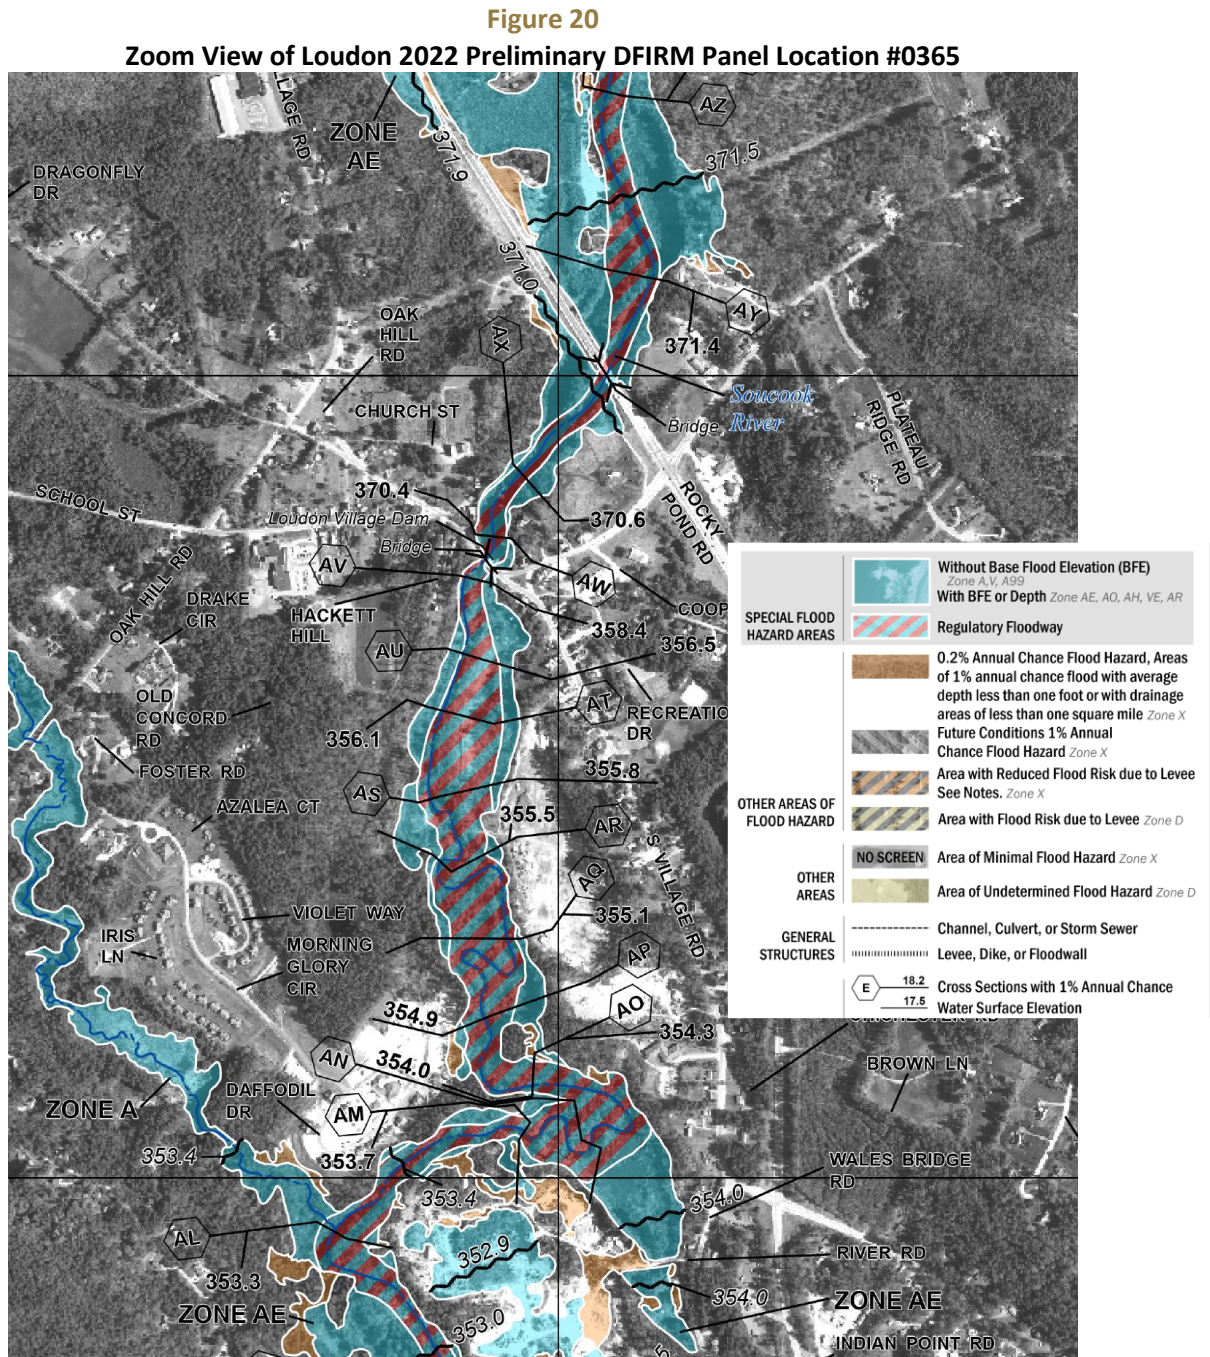 Figure 20
Zoom View of Loudon 2022 Preliminary DFIRM Panel Location #0365
LLAGE RD
ZONE
AE
371.9
AZ
371.5
DRAGONFLY
DR
371.0
AY
371.4
OAK
HILL
RD
AX
Soucook
River
Bridge
CHURCH ST
PLATEAU
RIDGE RD
SCHOOL ST
370.4
Loudon Village Dam
Bridge
370.6
ROCKY
POND RD
AV
AW
OAK HILL RD
DRAKE
CIR
HACKETT
HILL
COOP
358.4
356.5
AU
OLD
CONCORD
RD
AT
RECREATIO
DR
356.1
FOSTER RD
355.8
AS
AZALEA CT
355.5
AR
S VILLAGE RD
AQ
VIOLET WAY
355.1
IRIS
LN
MORNING
GLORY
CIR
AP
354.9
AO
354.3
AN
354.0
BROWN LN
DAFFODIL
DR
AM
ZONE A
353.4
353.7
353.4
WALES BRIDGE
RD
354.0
AL
352.9
RIVER RD
353.3
354.0
ZONE AE
ZONE AE
353.0
INDIAN POINT RD
SPECIAL FLOOD
HAZARD AREAS
Without Base Flood Elevation (BFE)
Zone A,V, A99
With BFE or Depth Zone AE, AO, AH, VE, AR
Regulatory Floodway
OTHER AREAS OF
FLOOD HAZARD
0.2% Annual Chance Flood Hazard, Areas
of 1% annual chance flood with average
depth less than one foot or with drainage
areas of less than one square mile Zone X
Future Conditions 1% Annual
Chance Flood Hazard Zone X
Area with Reduced Flood Risk due to Levee
See Notes. Zone X
Area with Flood Risk due to Levee Zone D
OTHER
AREAS
NO SCREEN
Area of Minimal Flood Hazard Zone X
Area of Undetermined Flood Hazard Zone D
GENERAL
STRUCTURES
Channel, Culvert, or Storm Sewer
Levee, Dike, or Floodwall
E
18.2
17.5
Cross Sections with 1% Annual Chance
Water Surface Elevation